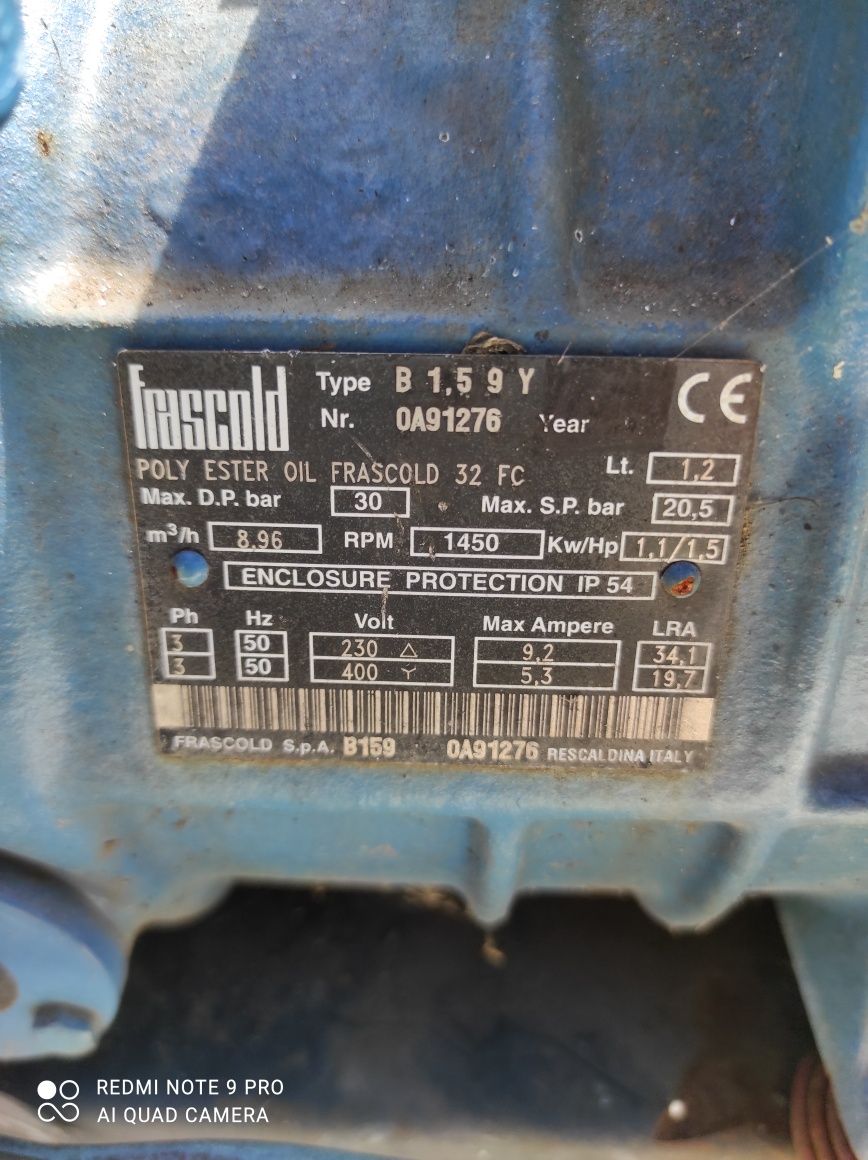 Frascold Type B 1,5 9 Y CE
Nr. 0A91276 Year
POLY ESTER OIL FRASCOLD 32 FC Lt. 1,2
Max. D.P. bar 30 Max. S.P. bar 20,5
m³/h 8.96 RPM 1450 Kw/Hp 1,1/1,5
ENCLOSURE PROTECTION IP 54
Ph Hz Volt Max Ampere LRA
3 50 230 △ 9,2 34,1
3 50 400 Y 5,3 19,7
FRASCOLD S.p.A. B159 0A91276 RESCALDINA ITALY
REDMI NOTE 9 PRO
AI QUAD CAMERA